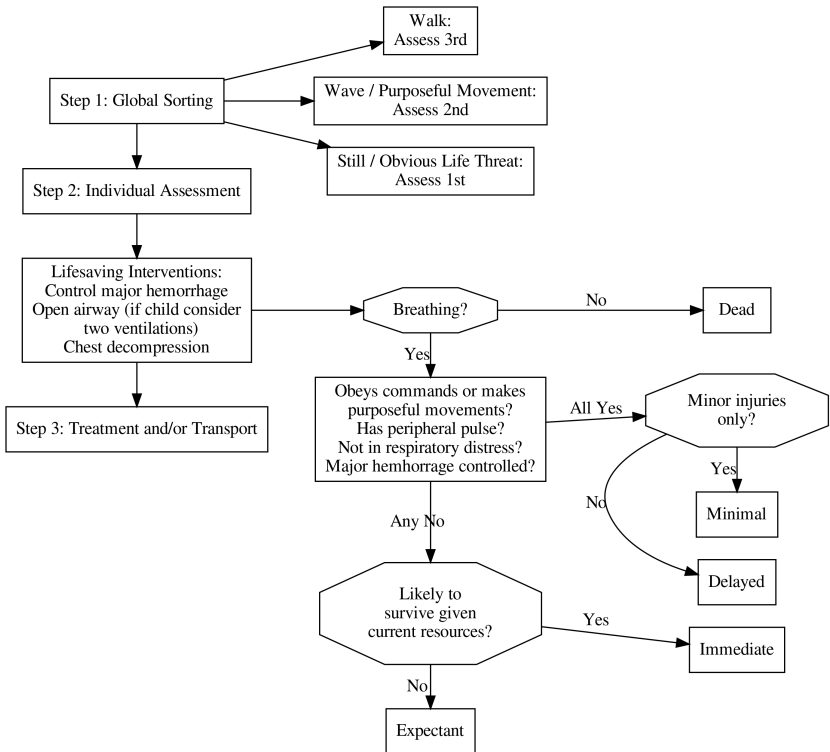 Walk:
Assess 3rd
Step 1: Global Sorting
Wave / Purposeful Movement:
Assess 2nd
Still / Obvious Life Threat:
Assess 1st
Step 2: Individual Assessment
Lifesaving Interventions:
Control major hemorrhage
Open airway (if child consider
two ventilations)
Chest decompression
Breathing?
No
Dead
Yes
Obeys commands or makes
purposeful movements?
Has peripheral pulse?
Not in respiratory distress?
Major hemhorrage controlled?
All Yes
Minor injuries
only?
Step 3: Treatment and/or Transport
Yes
Minimal
No
Delayed
Any No
Likely to
survive given
current resources?
Yes
Immediate
No
Expectant